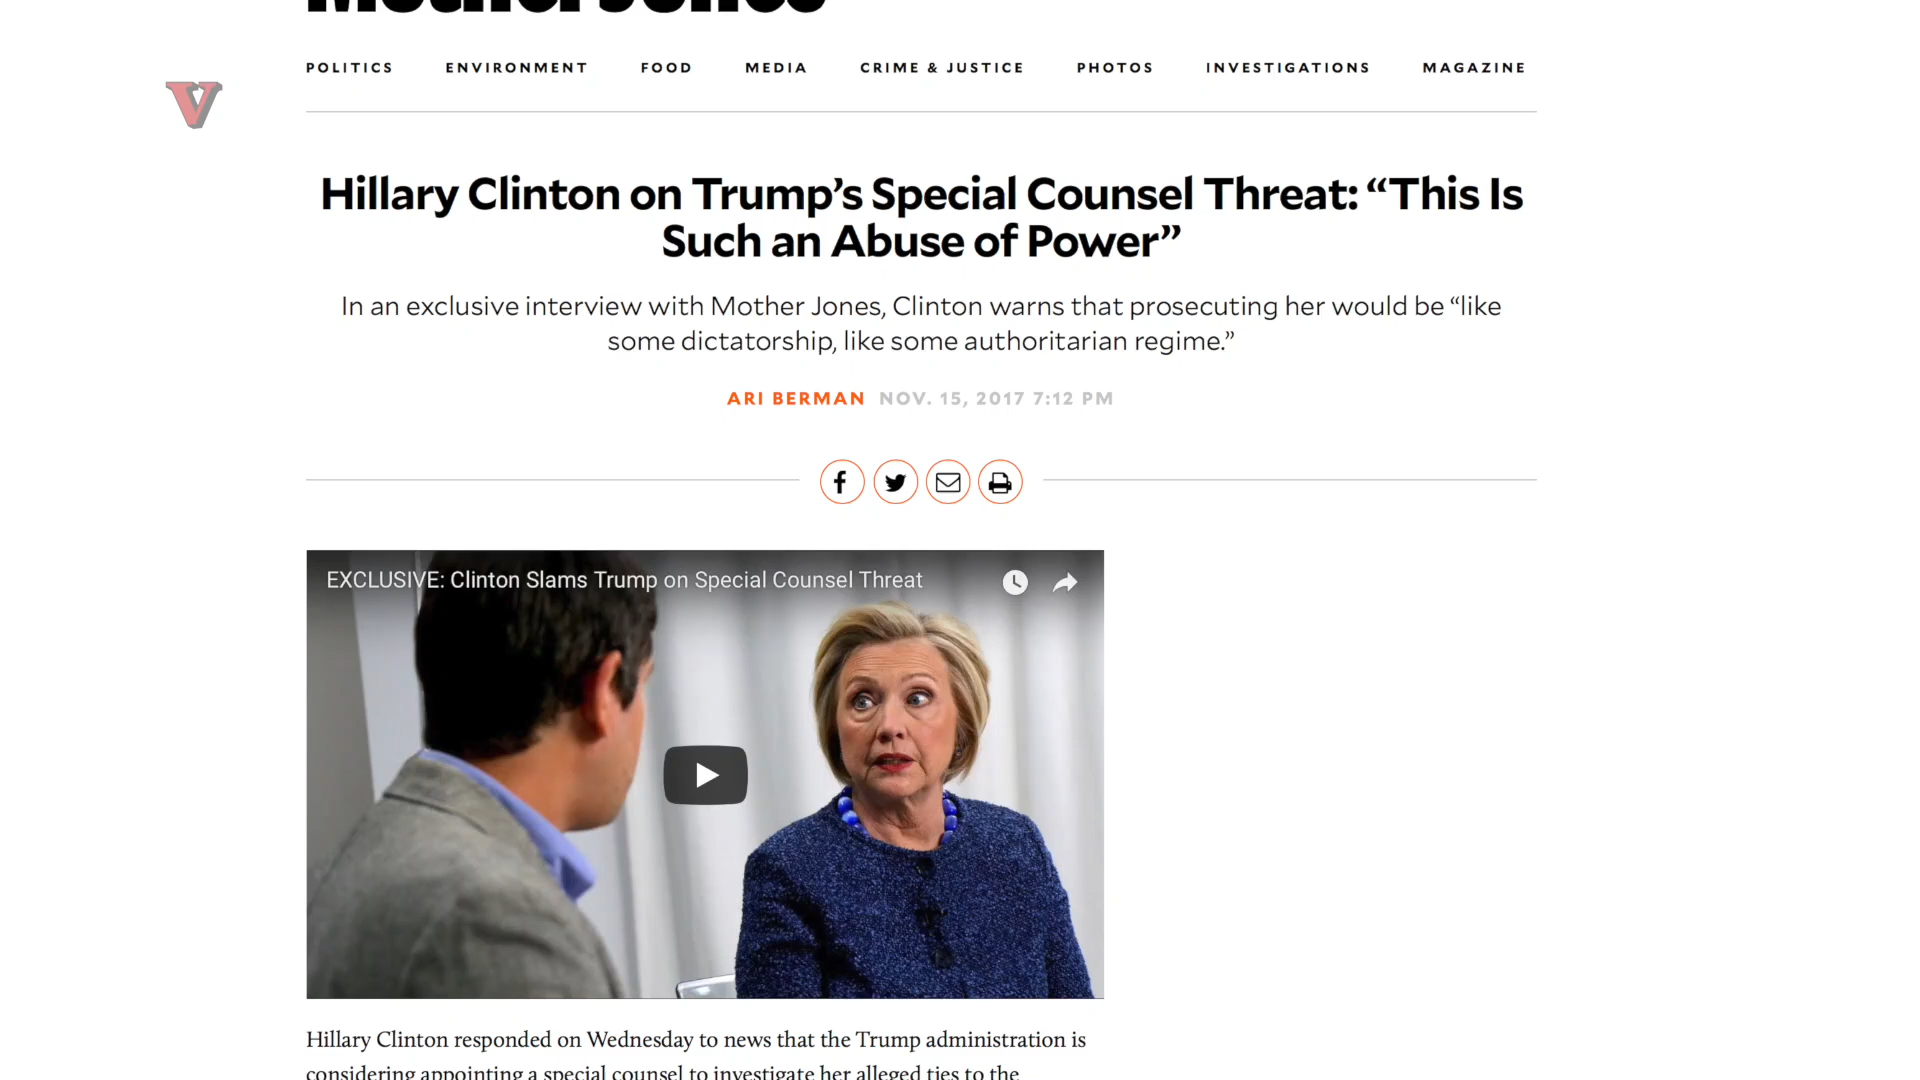 Mother Jones
POLITICS ENVIRONMENT FOOD MEDIA CRIME & JUSTICE PHOTOS INVESTIGATIONS MAGAZINE
V
Hillary Clinton on Trump’s Special Counsel Threat: “This Is
Such an Abuse of Power”
In an exclusive interview with Mother Jones, Clinton warns that prosecuting her would be “like
some dictatorship, like some authoritarian regime.”
ARI BERMAN NOV. 15, 2017 7:12 PM
EXCLUSIVE: Clinton Slams Trump on Special Counsel Threat
Hillary Clinton responded on Wednesday to news that the Trump administration is
considering appointing a special counsel to investigate her alleged ties to the